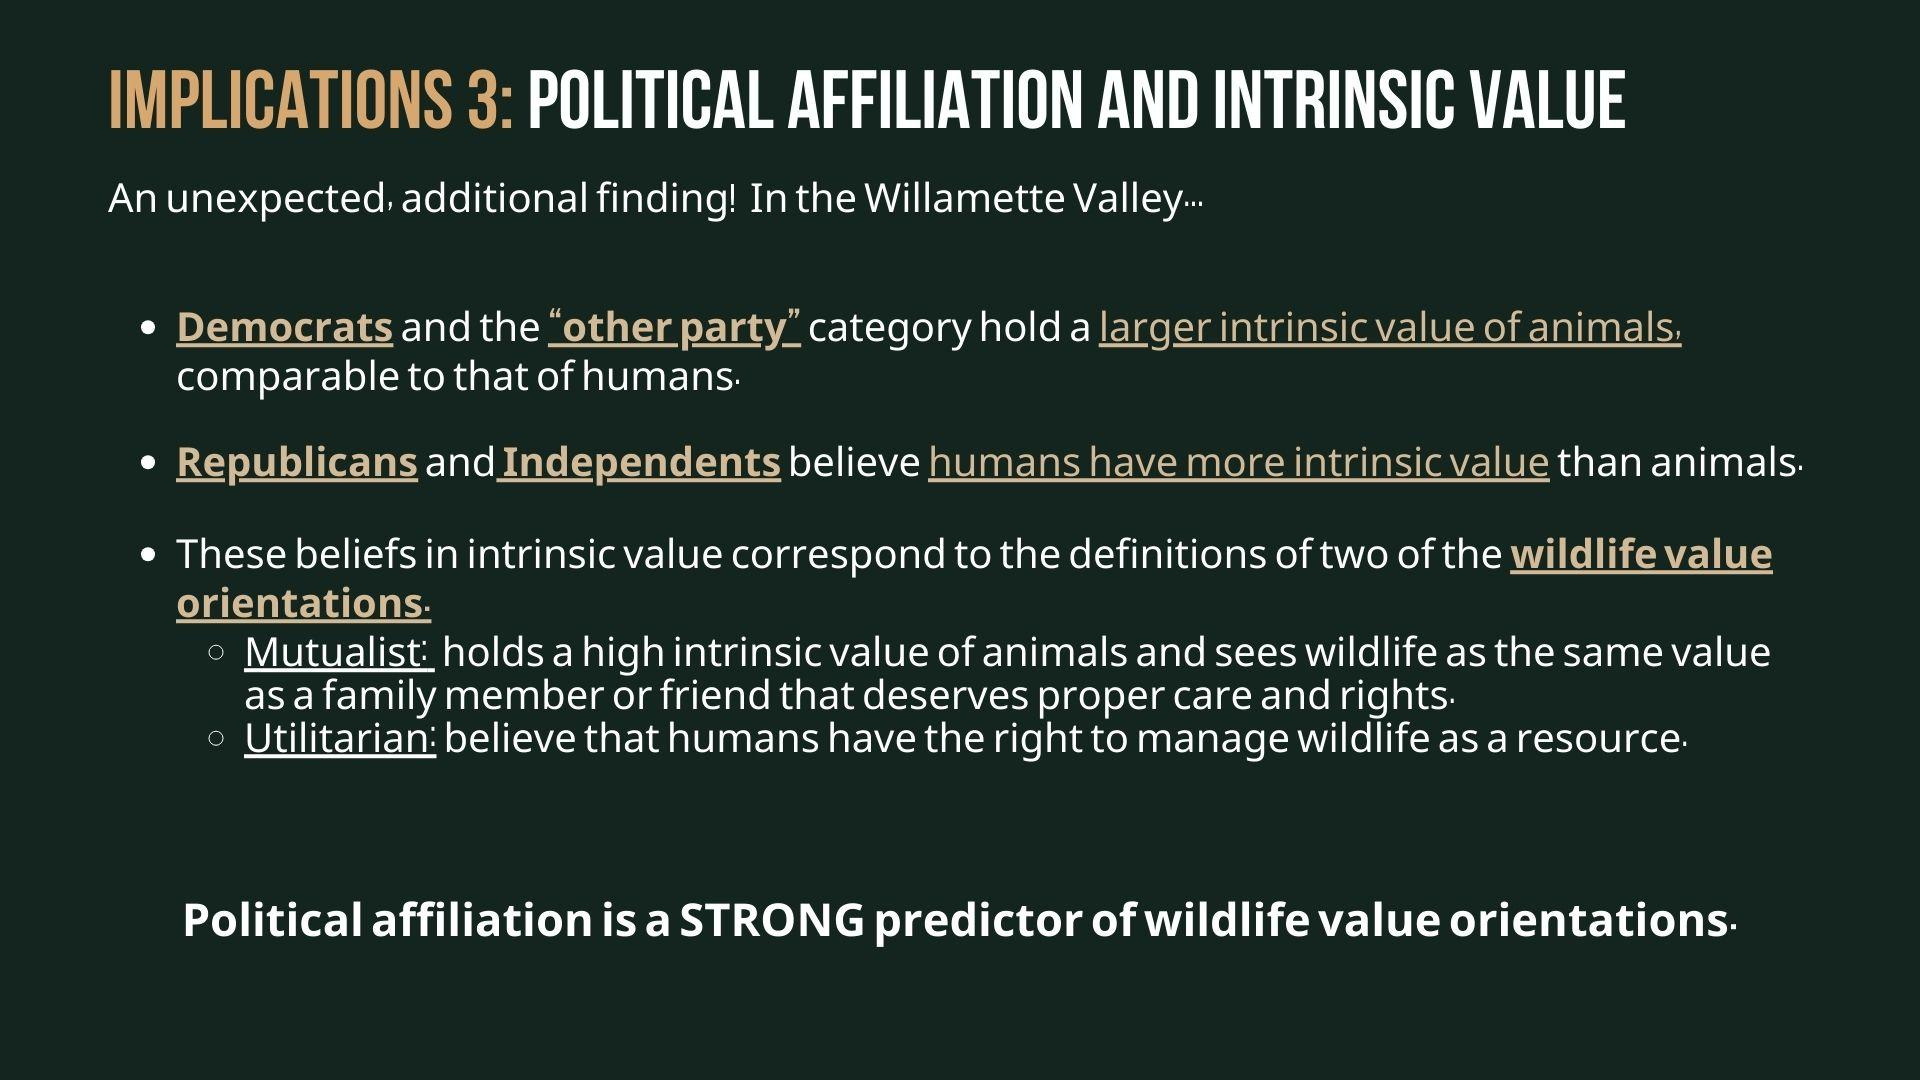 IMPLICATIONS 3: POLITICAL AFFILIATION AND INTRINSIC VALUE
An unexpected, additional finding! In the Willamette Valley...
• Democrats and the “other party” category hold a larger intrinsic value of animals,
comparable to that of humans.
• Republicans and Independents believe humans have more intrinsic value than animals.
• These beliefs in intrinsic value correspond to the definitions of two of the wildlife value
orientations.
○ Mutualist: holds a high intrinsic value of animals and sees wildlife as the same value
as a family member or friend that deserves proper care and rights.
○ Utilitarian: believe that humans have the right to manage wildlife as a resource.
Political affiliation is a STRONG predictor of wildlife value orientations.